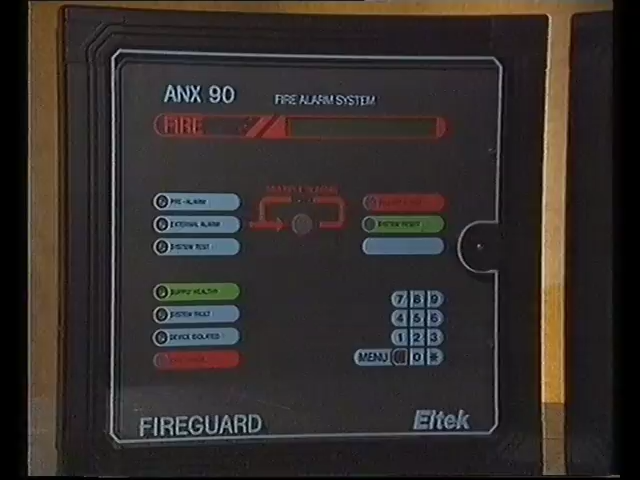 ANX 90
FIRE ALARM SYSTEM
FIRE
PRE-ALARM
EXTERNAL ALARM
SYSTEM TEST
SYSTEM RESET
SUPPLY HEALTHY
SYSTEM FAULT
DEVICE ISOLATED
7 8 9
4 5 6
1 2 3
MENU 0 *
FIREGUARD
Eltek